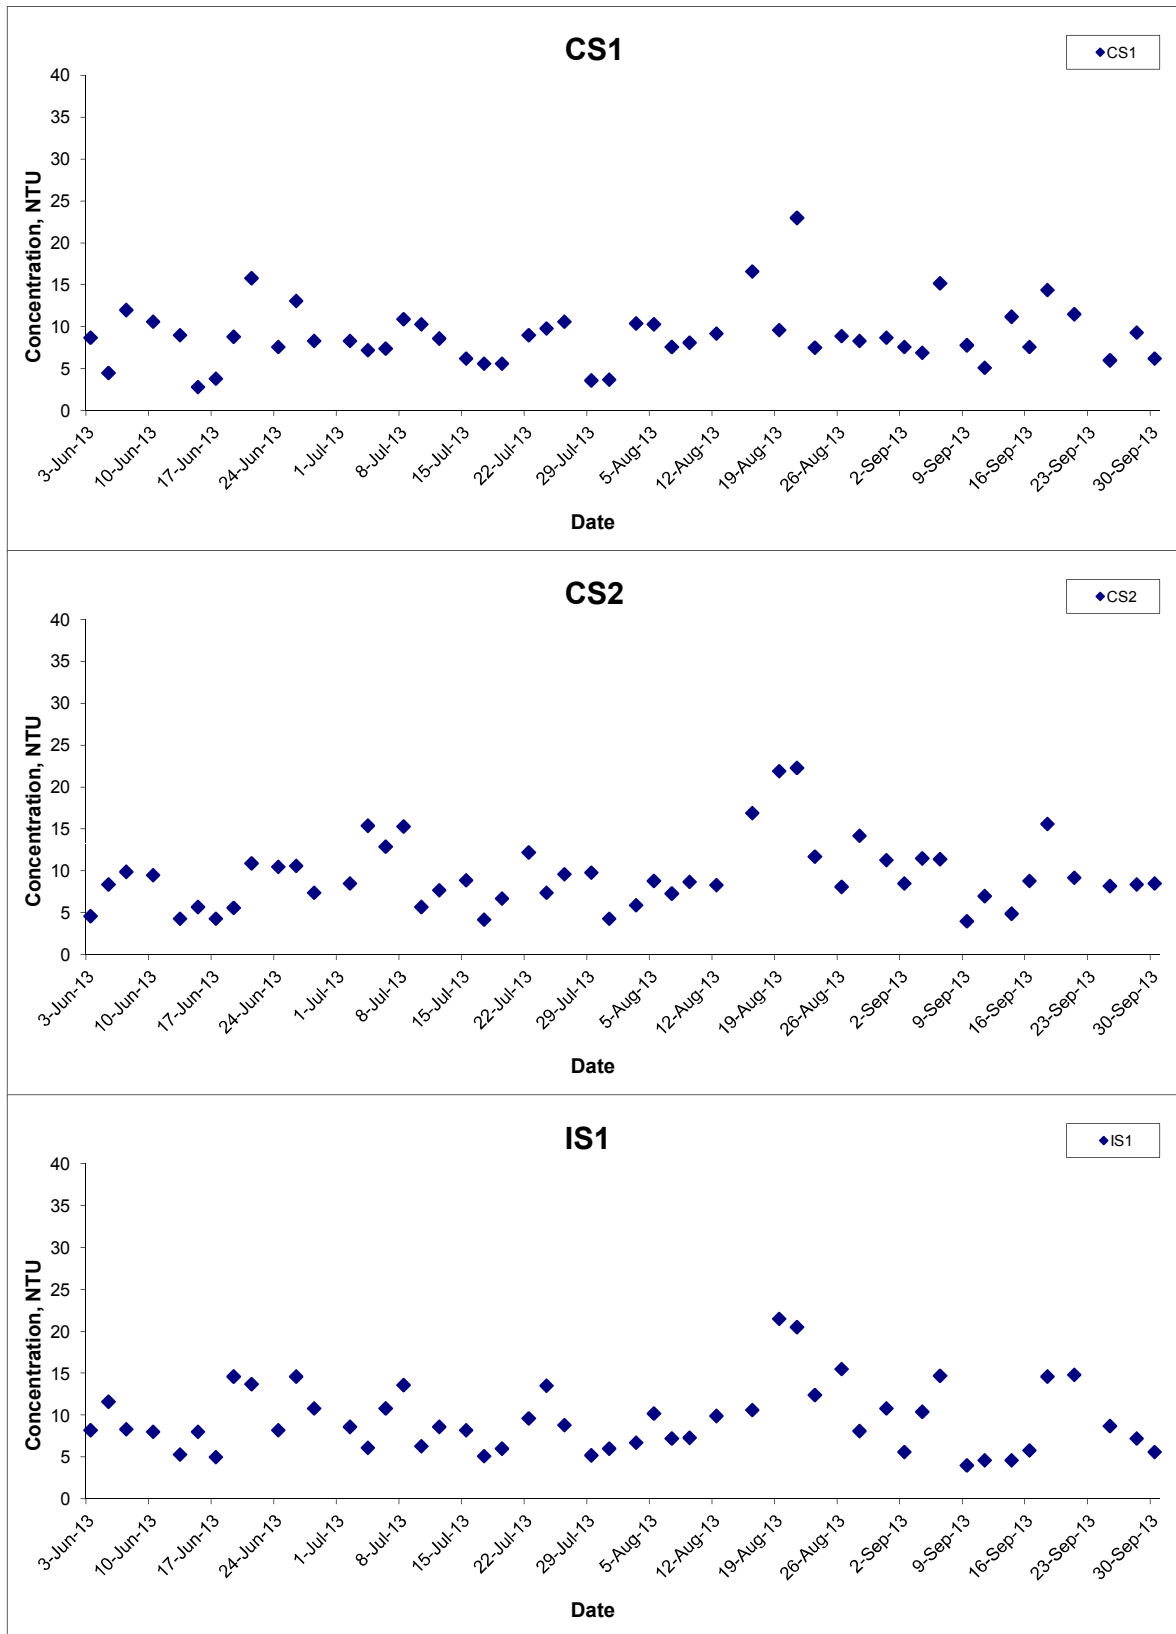 CS1
CS1
40
35
30
25
20
15
10
5
0
Concentration, NTU
3-Jun-13
10-Jun-13
17-Jun-13
24-Jun-13
1-Jul-13
8-Jul-13
15-Jul-13
22-Jul-13
29-Jul-13
5-Aug-13
12-Aug-13
19-Aug-13
26-Aug-13
2-Sep-13
9-Sep-13
16-Sep-13
23-Sep-13
30-Sep-13
Date
CS2
CS2
40
35
30
25
20
15
10
5
0
Concentration, NTU
3-Jun-13
10-Jun-13
17-Jun-13
24-Jun-13
1-Jul-13
8-Jul-13
15-Jul-13
22-Jul-13
29-Jul-13
5-Aug-13
12-Aug-13
19-Aug-13
26-Aug-13
2-Sep-13
9-Sep-13
16-Sep-13
23-Sep-13
30-Sep-13
Date
IS1
IS1
40
35
30
25
20
15
10
5
0
Concentration, NTU
3-Jun-13
10-Jun-13
17-Jun-13
24-Jun-13
1-Jul-13
8-Jul-13
15-Jul-13
22-Jul-13
29-Jul-13
5-Aug-13
12-Aug-13
19-Aug-13
26-Aug-13
2-Sep-13
9-Sep-13
16-Sep-13
23-Sep-13
30-Sep-13
Date